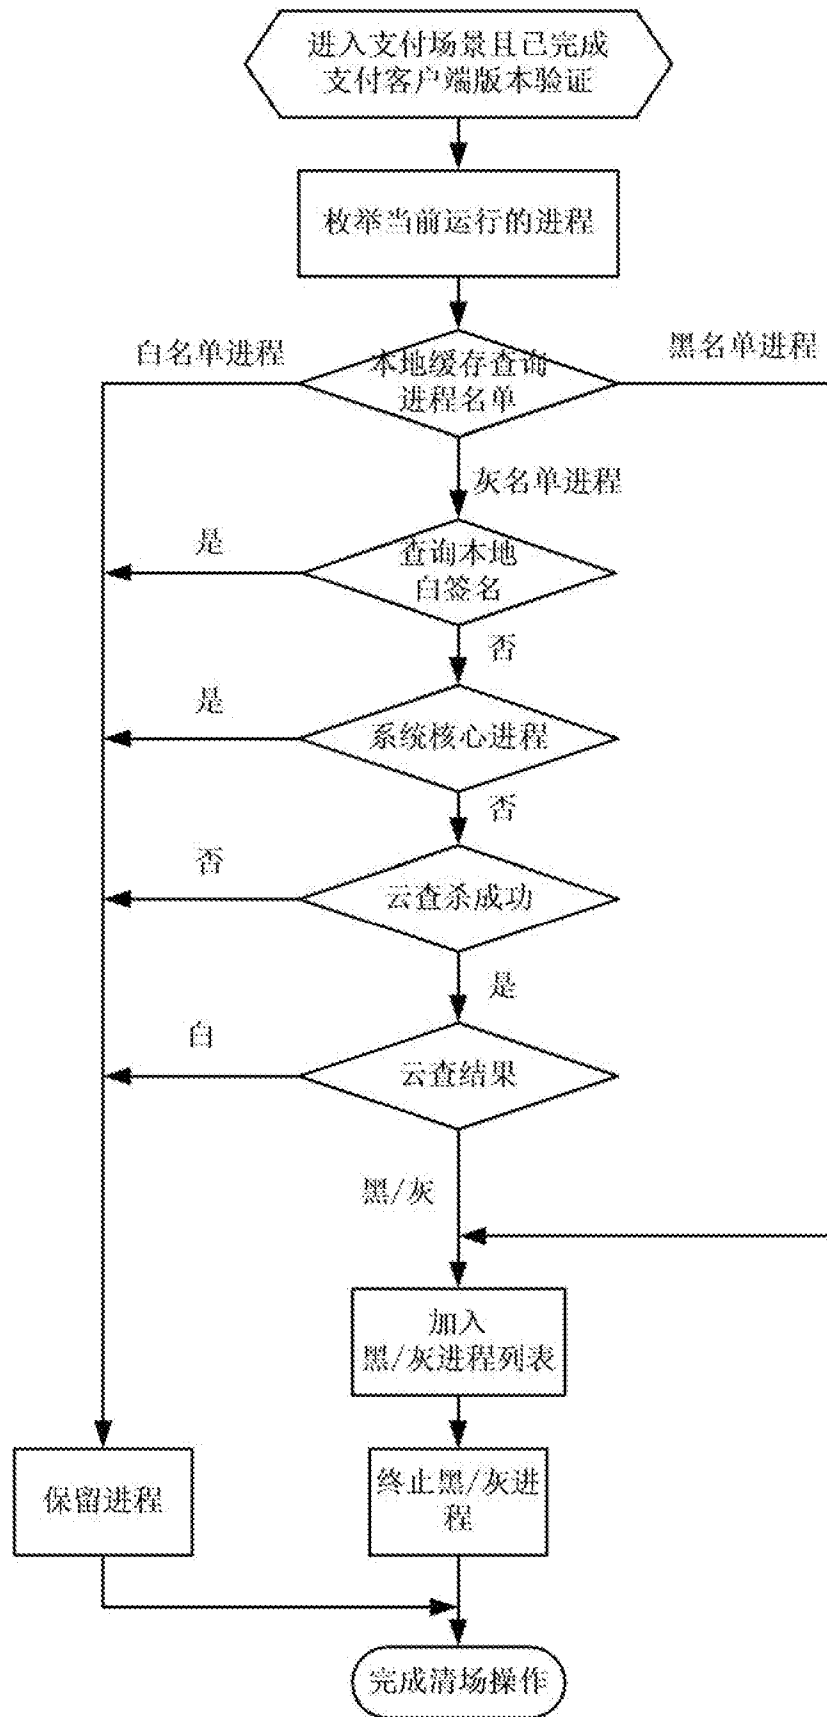 进入支付场景且已完成
支付客户端版本验证
枚举当前运行的进程
白名单进程
黑名单进程
本地缓存查询
进程名单
灰名单进程
是
查询本地
白签名
否
是
系统核心进程
否
否
云查杀成功
是
白
云查结果
黑/灰
加入
黑/灰进程列表
保留进程
终止黑/灰进
程
完成清场操作